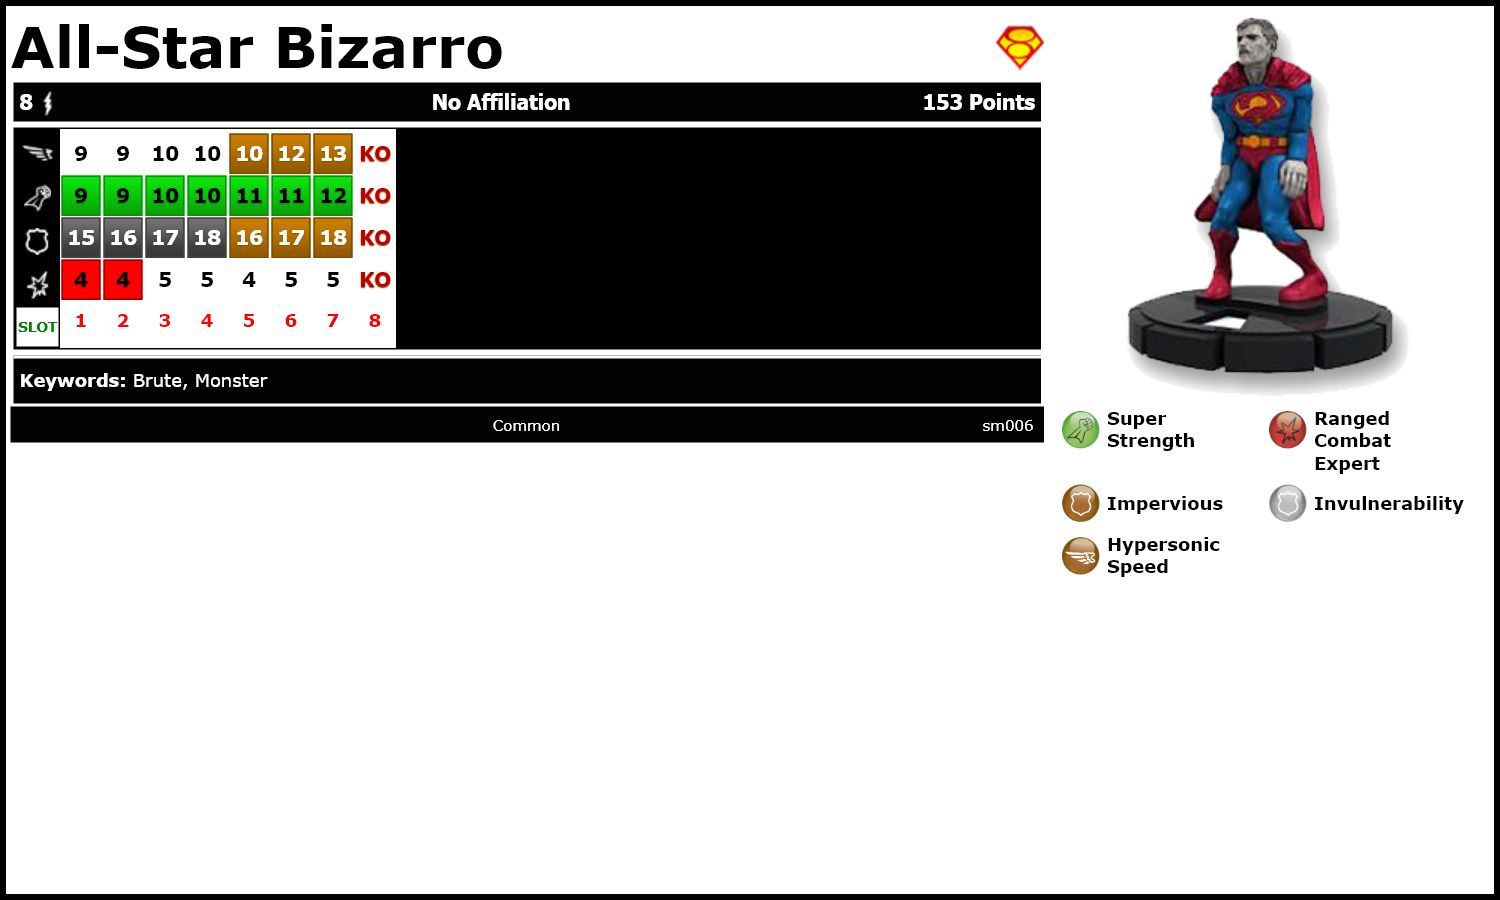 All-Star Bizarro
8 No Affiliation 153 Points
9 9 10 10 10 12 13 KO
9 9 10 10 11 11 12 KO
15 16 17 18 16 17 18 KO
4 4 5 5 4 5 5 KO
SLOT 1 2 3 4 5 6 7 8
Keywords: Brute, Monster
Common sm006
Super
Strength
Ranged
Combat
Expert
Impervious
Invulnerability
Hypersonic
Speed